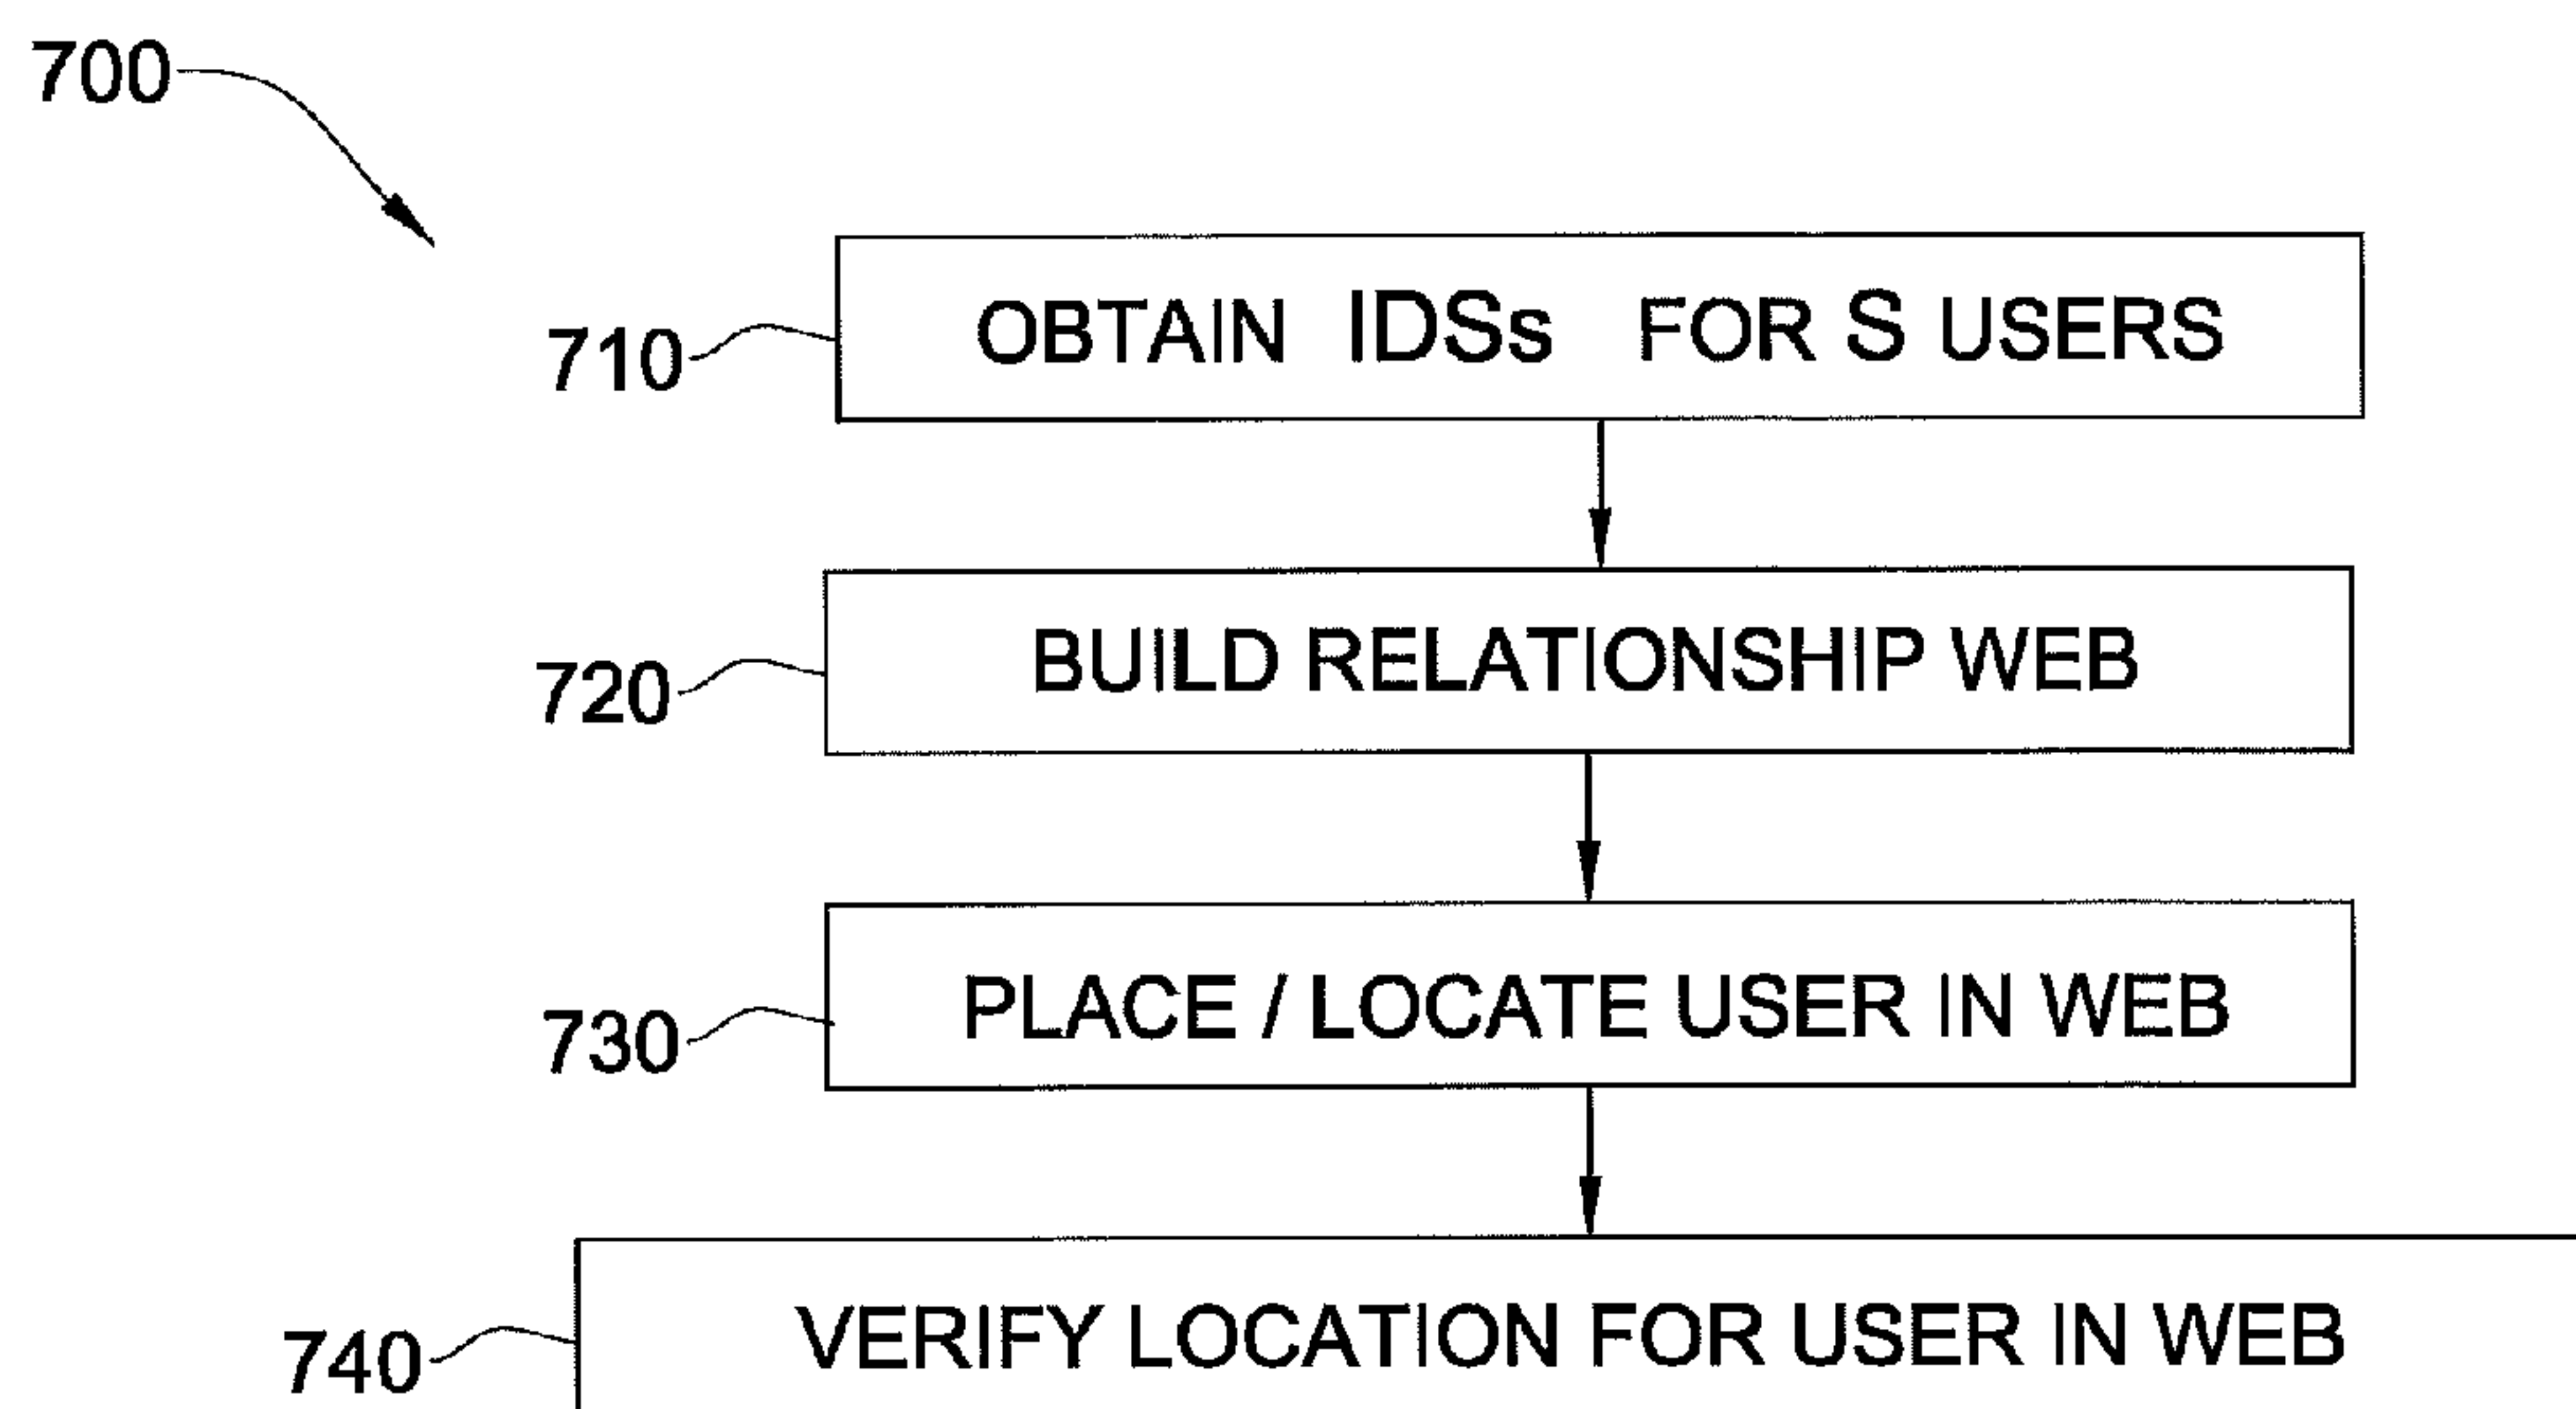 700
710 OBTAIN IDSs FOR S USERS
720 BUILD RELATIONSHIP WEB
730 PLACE / LOCATE USER IN WEB
740 VERIFY LOCATION FOR USER IN WEB